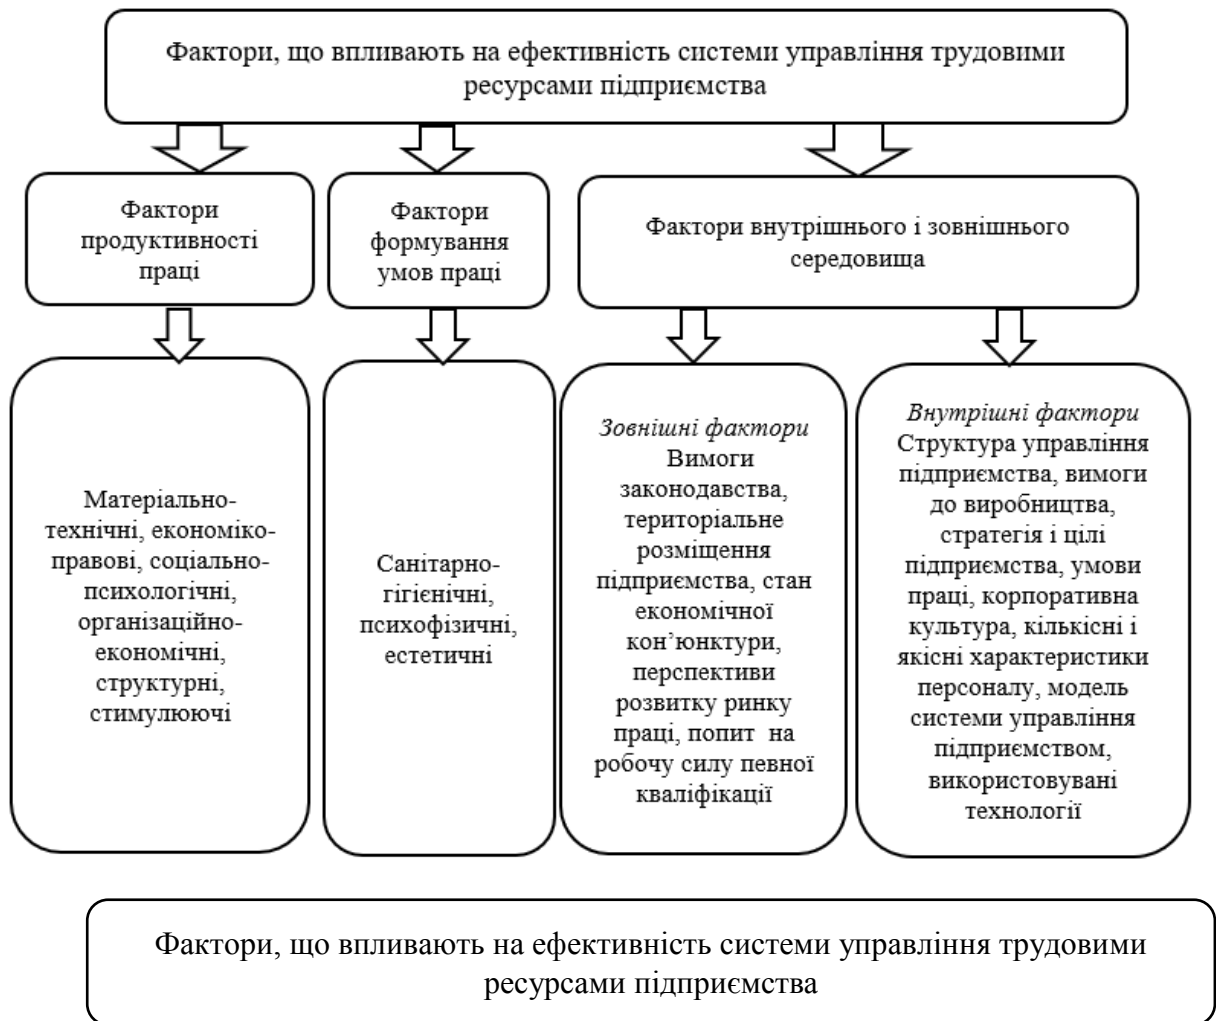 Фактори, що впливають на ефективність системи управління трудовими
ресурсами підприємства
Фактори
продуктивності
праці
Фактори
формування
умов праці
Фактори внутрішнього і зовнішнього
середовища
Матеріально-
технічні, економіко-
правові, соціально-
психологічні,
організаційно-
економічні,
структурні,
стимулюючі
Санітарно-
гігієнічні,
психофізичні,
естетичні
Зовнішні фактори
Вимоги
законодавства,
територіальне
розміщення
підприємства, стан
економічної
кон’юнктури,
перспективи
розвитку ринку
праці, попит на
робочу силу певної
кваліфікації
Внутрішні фактори
Структура управління
підприємства, вимоги
до виробництва,
стратегія і цілі
підприємства, умови
праці, корпоративна
культура, кількісні і
якісні характеристики
персоналу, модель
системи управління
підприємством,
використовувані
технології
Фактори, що впливають на ефективність системи управління трудовими
ресурсами підприємства